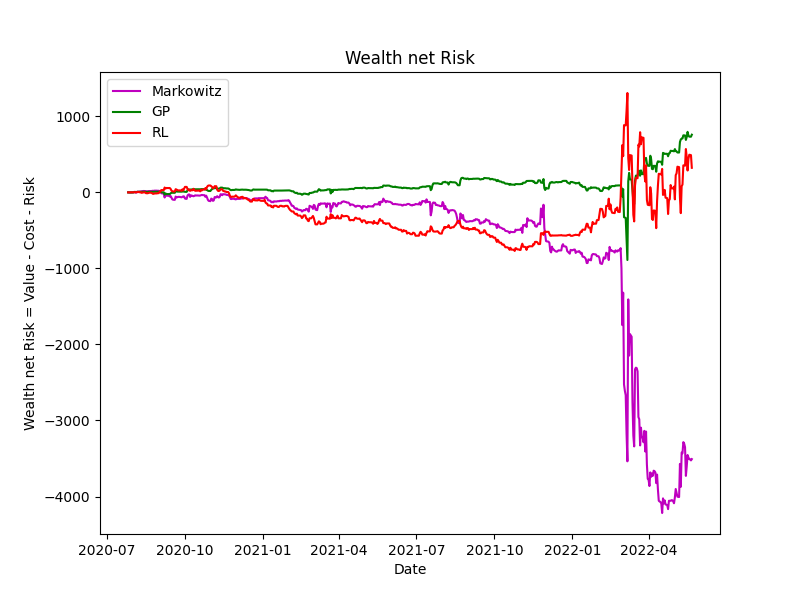 Wealth net Risk
Markowitz
GP
RL
Wealth net Risk = Value - Cost - Risk
1000
0
−1000
−2000
−3000
−4000
2020-07 2020-10 2021-01 2021-04 2021-07 2021-10 2022-01 2022-04
Date